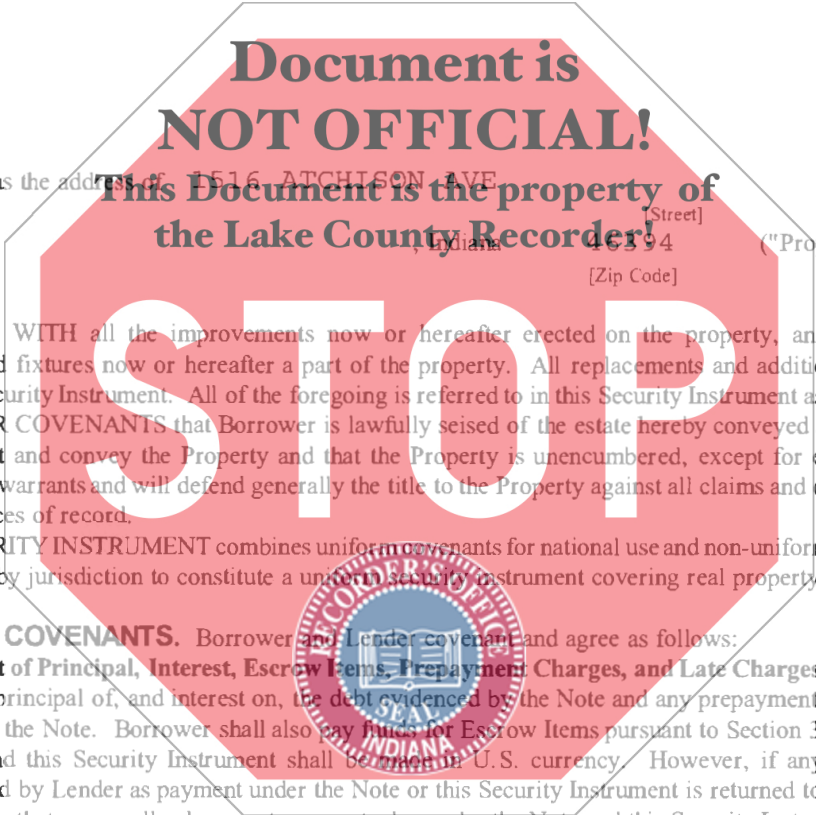 Document is
NOT OFFICIAL!
s the address of 1516 ATCHISON AVE
This Document is the property of
[Street]
the Lake County Recorder!
, Indiana 46394 ("Pro
[Zip Code]
STOP
WITH all the improvements now or hereafter erected on the property, an
d fixtures now or hereafter a part of the property. All replacements and additi
curity Instrument. All of the foregoing is referred to in this Security Instrument a
R COVENANTS that Borrower is lawfully seised of the estate hereby conveyed
t and convey the Property and that the Property is unencumbered, except for e
warrants and will defend generally the title to the Property against all claims and
ces of record.
RITY INSTRUMENT combines uniform covenants for national use and non-unifor
by jurisdiction to constitute a uniform security instrument covering real property
RECORDER'S OFFICE
COVENANTS. Borrower and Lender covenant and agree as follows:
t of Principal, Interest, Escrow Items, Prepayment Charges, and Late Charges
principal of, and interest on, the debt evidenced by the Note and any prepayment
SEAL
the Note. Borrower shall also pay funds for Escrow Items pursuant to Section 3
INDIANA
d this Security Instrument shall be made in U.S. currency. However, if any
d by Lender as payment under the Note or this Security Instrument is returned to